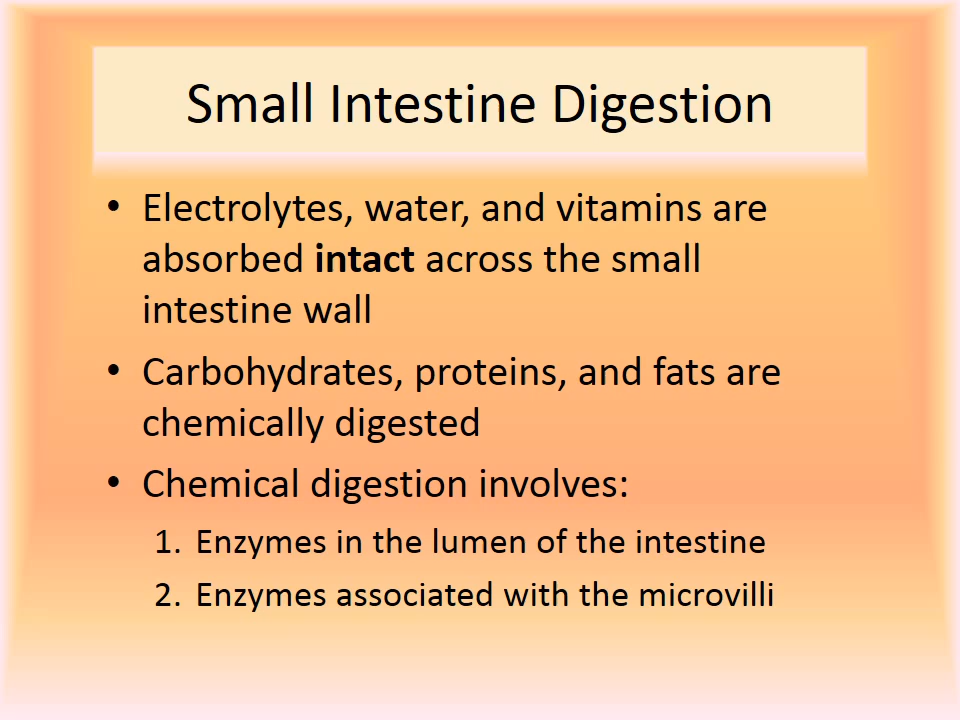 Small Intestine Digestion
• Electrolytes, water, and vitamins are
absorbed intact across the small
intestine wall
• Carbohydrates, proteins, and fats are
chemically digested
• Chemical digestion involves:
1. Enzymes in the lumen of the intestine
2. Enzymes associated with the microvilli